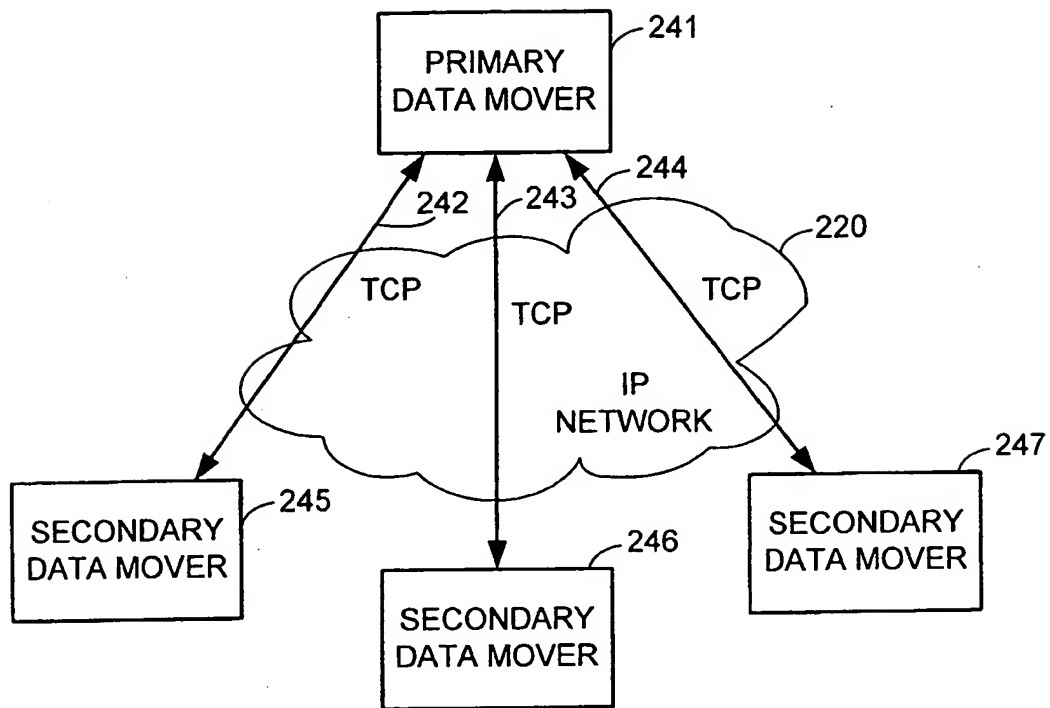 PRIMARY
DATA MOVER
241
242
243
244
220
TCP
TCP
TCP
IP
NETWORK
SECONDARY
DATA MOVER
245
SECONDARY
DATA MOVER
246
SECONDARY
DATA MOVER
247